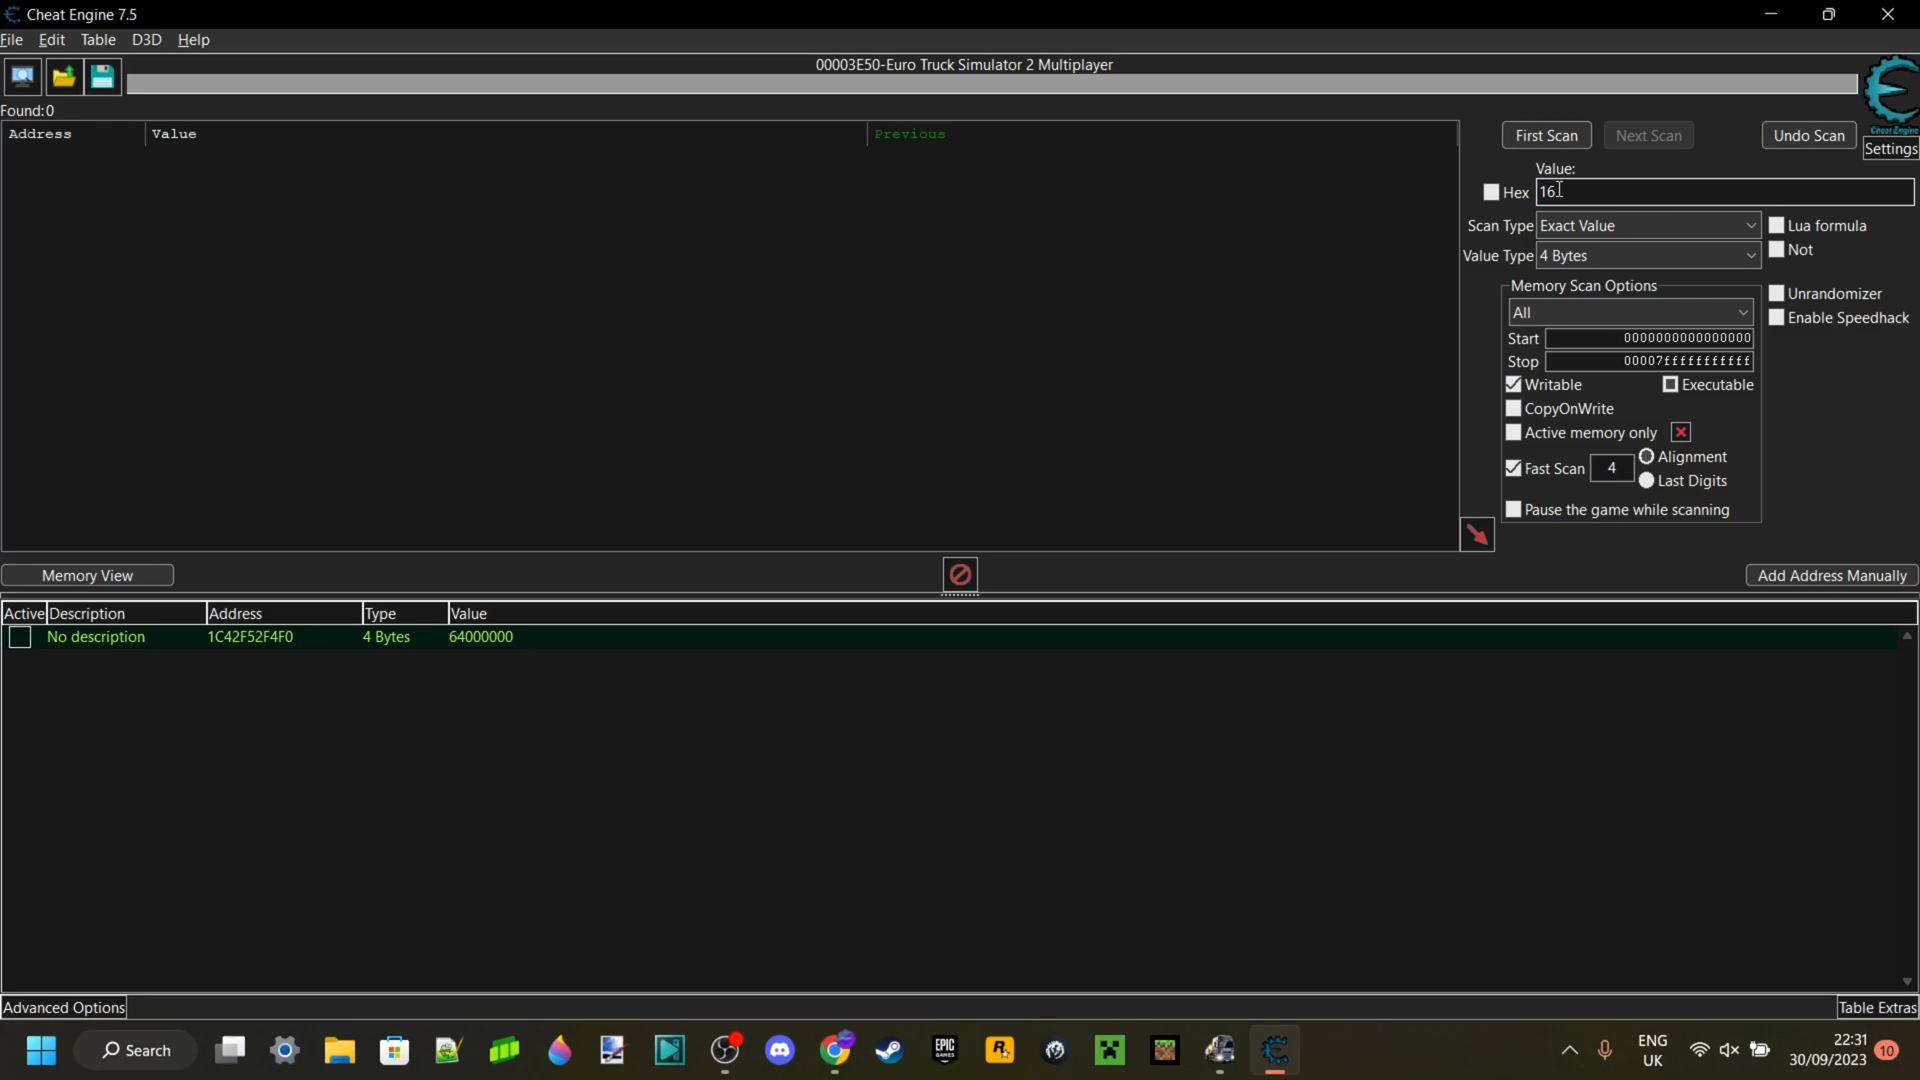 Cheat Engine 7.5
File Edit Table D3D Help
00003E50-Euro Truck Simulator 2 Multiplayer
Found:0
Address Value Previous
First Scan Next Scan Undo Scan
Cheat Engine
Settings
Value:
Hex 16
Scan Type Exact Value Lua formula
Value Type 4 Bytes Not
Memory Scan Options
All
Unrandomizer
Enable Speedhack
Start 0000000000000000
Stop 00007fffffffffff
Writable Executable
CopyOnWrite
Active memory only
Fast Scan 4 Alignment
Last Digits
Pause the game while scanning
Memory View Add Address Manually
Active Description Address Type Value
No description 1C42F52F4F0 4 Bytes 64000000
Advanced Options Table Extras
Search
EPIC
GAMES
R
ENG
UK
22:31
30/09/2023
10